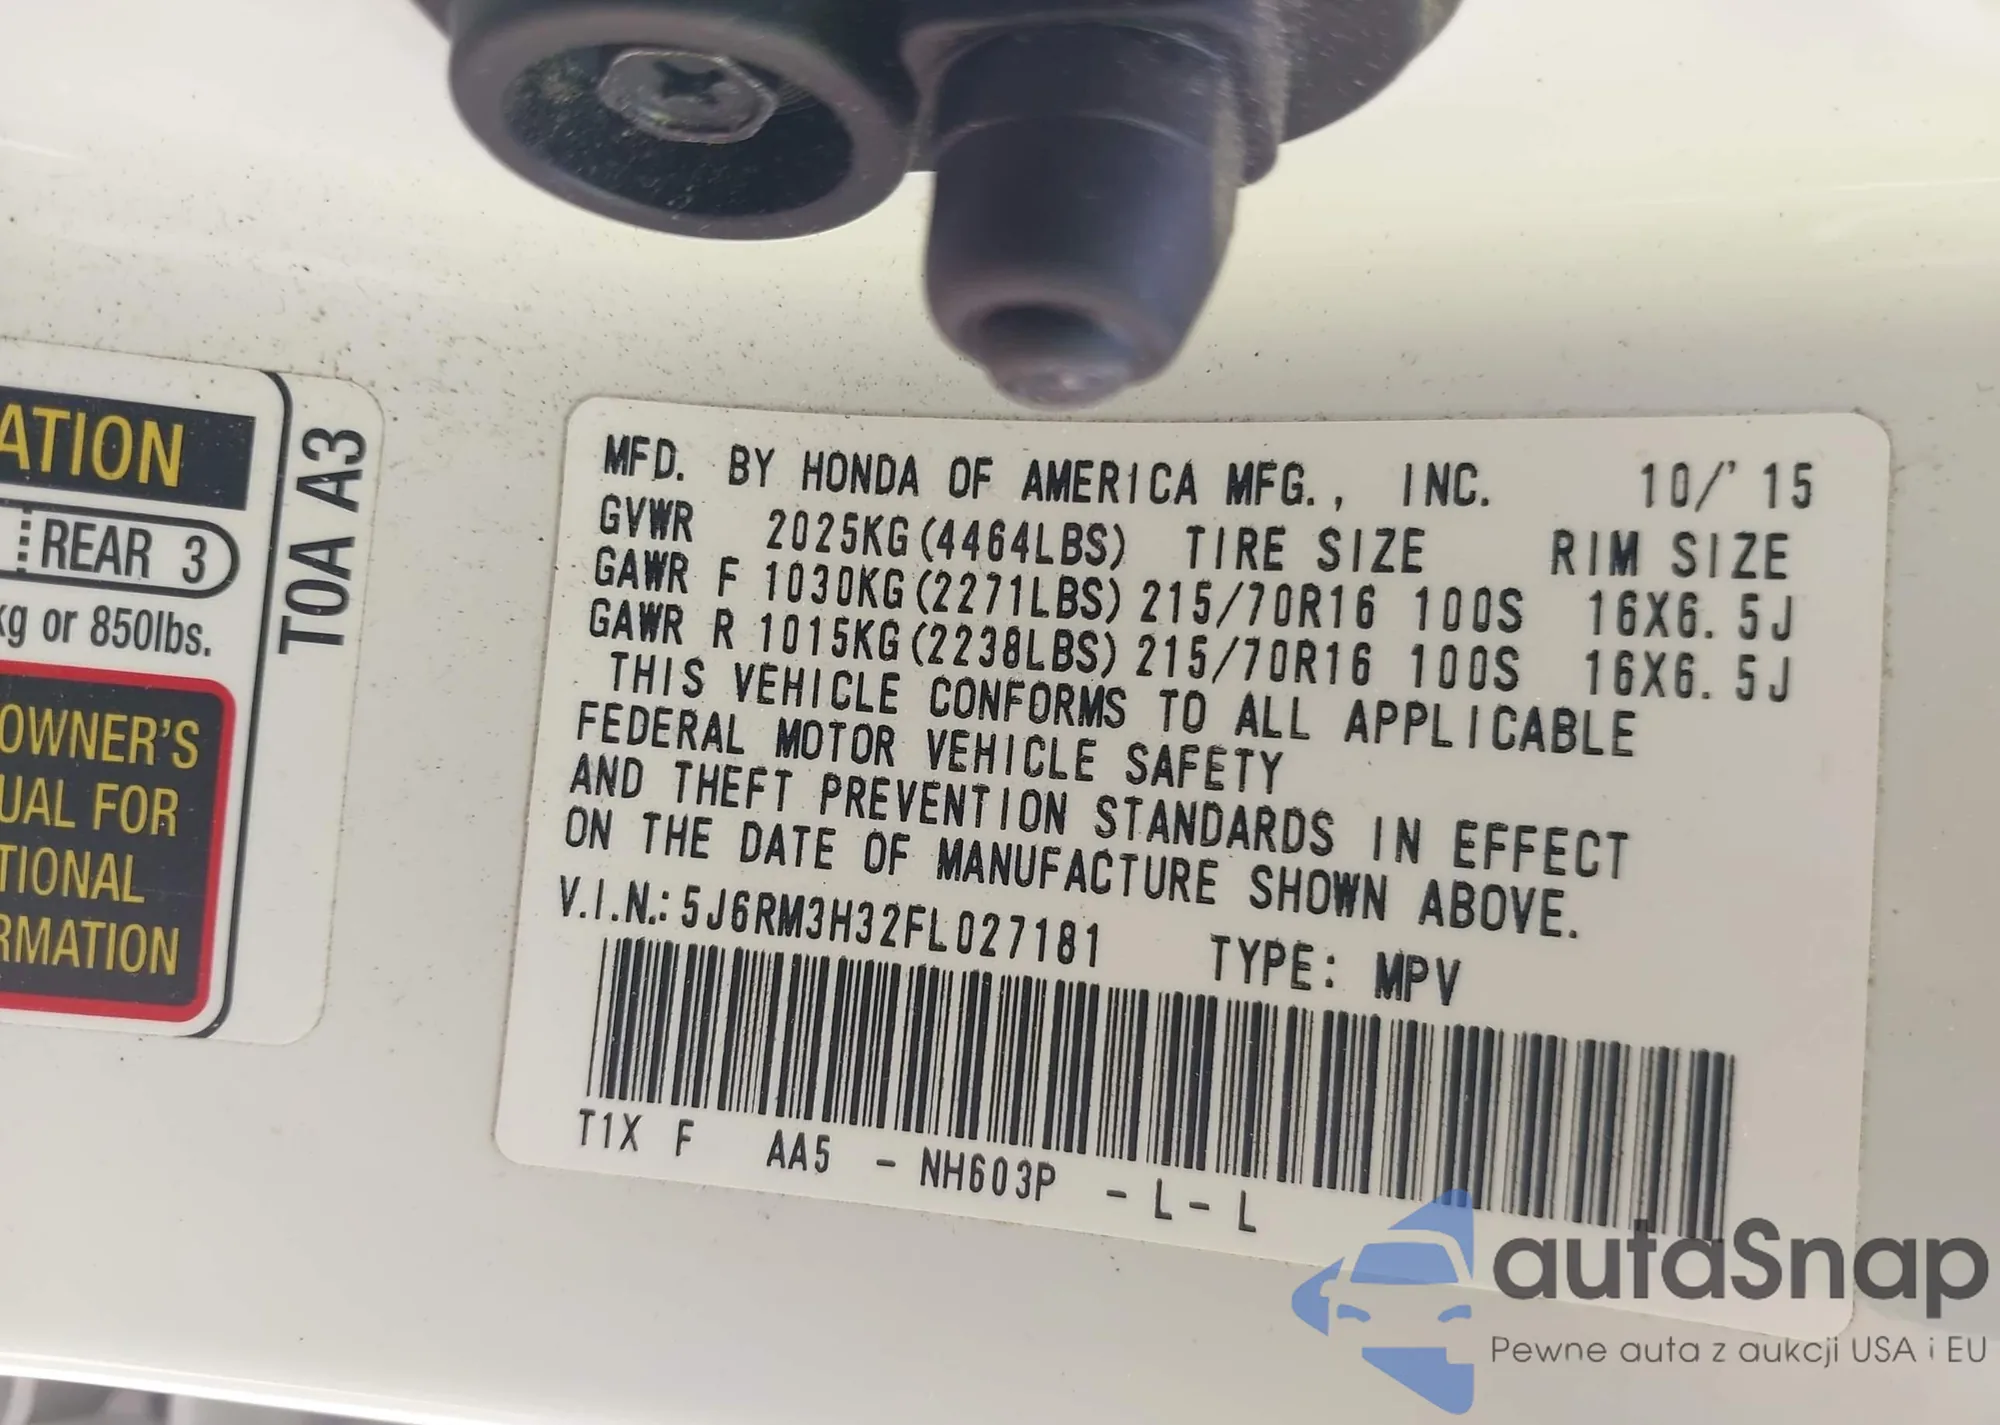 ATION
REAR 3
kg or 850lbs.
OWNER'S
UAL FOR
TIONAL
RMATION
T0A A3
MFD. BY HONDA OF AMERICA MFG., INC. 10/'15
GVWR 2025KG(4464LBS) TIRE SIZE RIM SIZE
GAWR F 1030KG(2271LBS) 215/70R16 100S 16X6.5J
GAWR R 1015KG(2238LBS) 215/70R16 100S 16X6.5J
THIS VEHICLE CONFORMS TO ALL APPLICABLE
FEDERAL MOTOR VEHICLE SAFETY
AND THEFT PREVENTION STANDARDS IN EFFECT
ON THE DATE OF MANUFACTURE SHOWN ABOVE.
V.I.N.: 5J6RM3H32FL027181 TYPE: MPV
T1X F AA5 - NH603P - L - L
autaSnap
Pewne auta z aukcji USA i EU